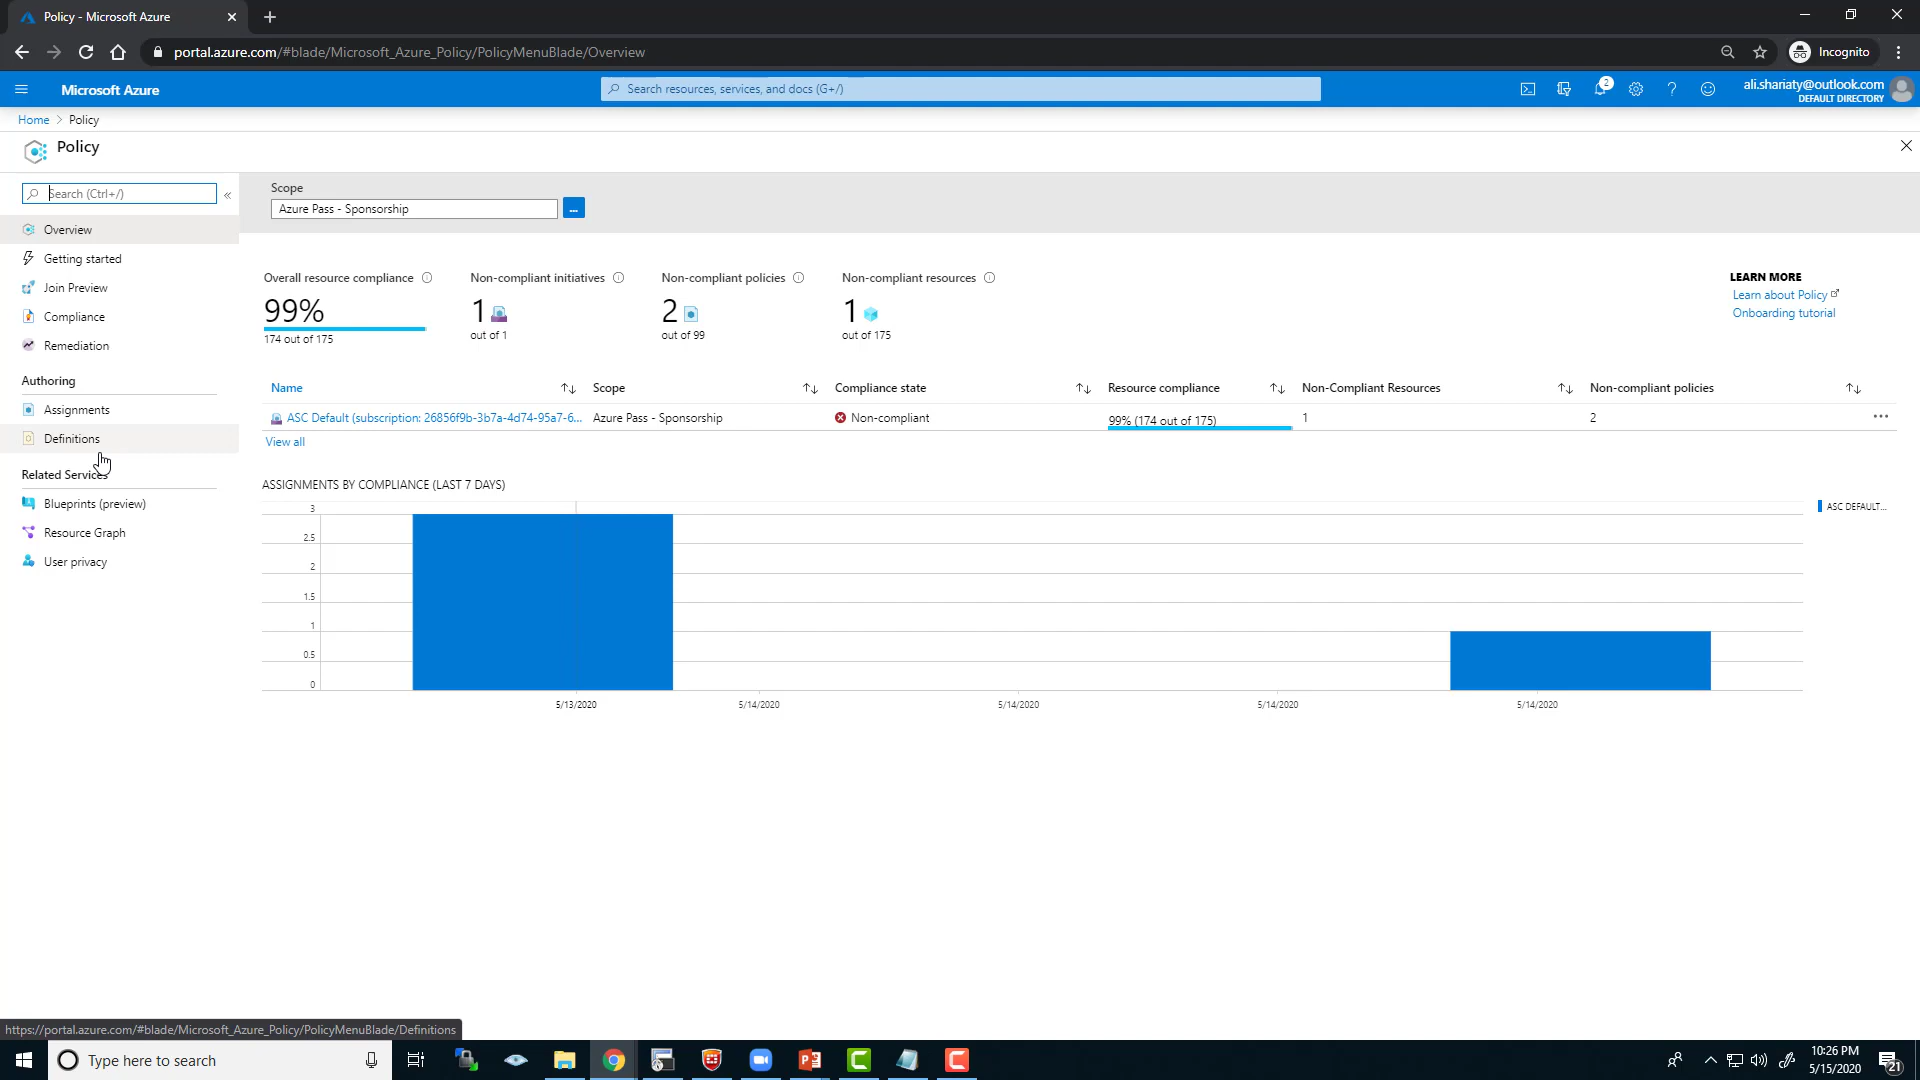 Policy - Microsoft Azure
portal.azure.com/#blade/Microsoft_Azure_Policy/PolicyMenuBlade/Overview
Incognito
Microsoft Azure
Search resources, services, and docs (G+/)
2
ali.shariaty@outlook.com
DEFAULT DIRECTORY
Home > Policy
Policy
Search (Ctrl+/)
Overview
Getting started
Join Preview
Compliance
Remediation
Authoring
Assignments
Definitions
Related Services
Blueprints (preview)
Resource Graph
User privacy
Scope
Azure Pass - Sponsorship
...
Overall resource compliance
99%
174 out of 175
Non-compliant initiatives
1
out of 1
Non-compliant policies
2
out of 99
Non-compliant resources
1
out of 175
LEARN MORE
Learn about Policy
Onboarding tutorial
Name Scope Compliance state Resource compliance Non-Compliant Resources Non-compliant policies
ASC Default (subscription: 26856f9b-3b7a-4d74-95a7-6... Azure Pass - Sponsorship Non-compliant 99% (174 out of 175) 1 2
View all
ASSIGNMENTS BY COMPLIANCE (LAST 7 DAYS)
3
2.5
2
1.5
1
0.5
0
5/13/2020 5/14/2020 5/14/2020 5/14/2020 5/14/2020
ASC DEFAULT...
https://portal.azure.com/#blade/Microsoft_Azure_Policy/PolicyMenuBlade/Definitions
Type here to search
10:26 PM
5/15/2020
21